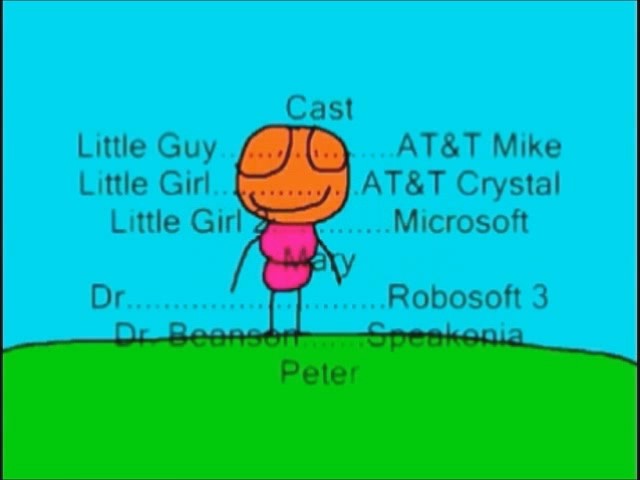 Cast
Little Guy..................AT&T Mike
Little Girl...............AT&T Crystal
Little Girl 2............Microsoft
Mary
Dr..........................Robosoft 3
Dr. Beanson.......Speakonia
Peter